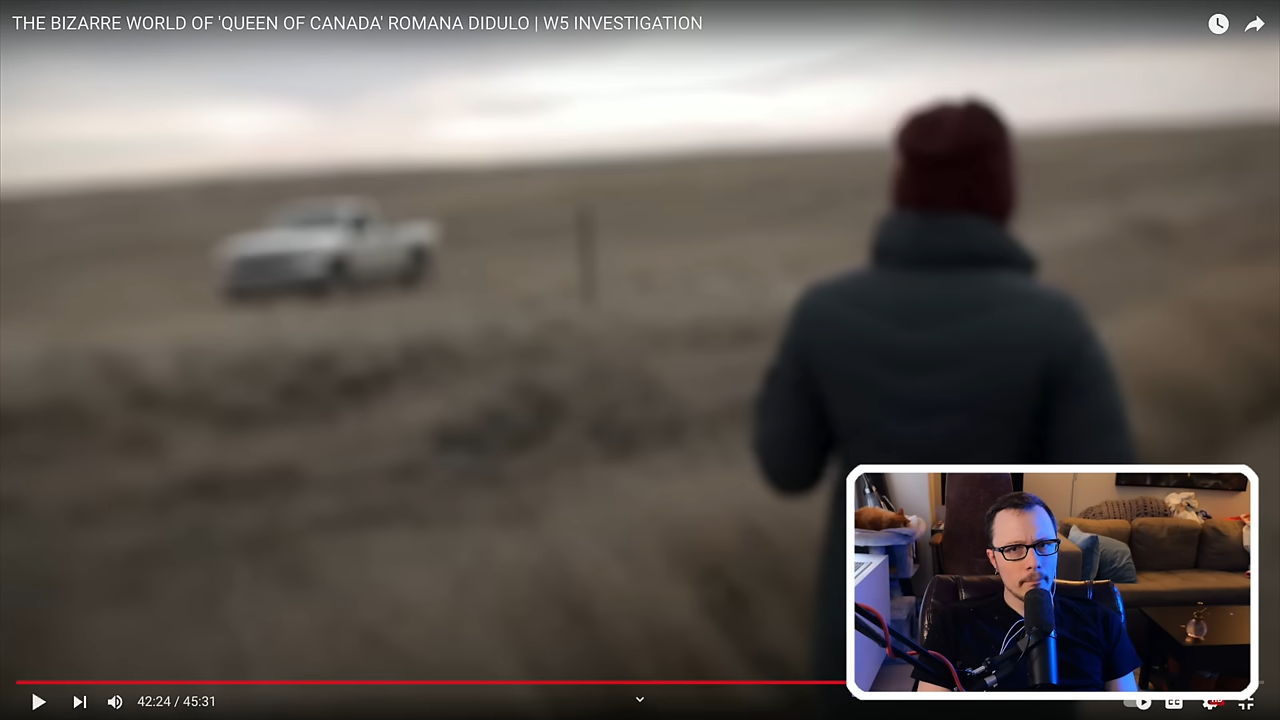 THE BIZARRE WORLD OF 'QUEEN OF CANADA' ROMANA DIDULO | W5 INVESTIGATION
42:24 / 45:31